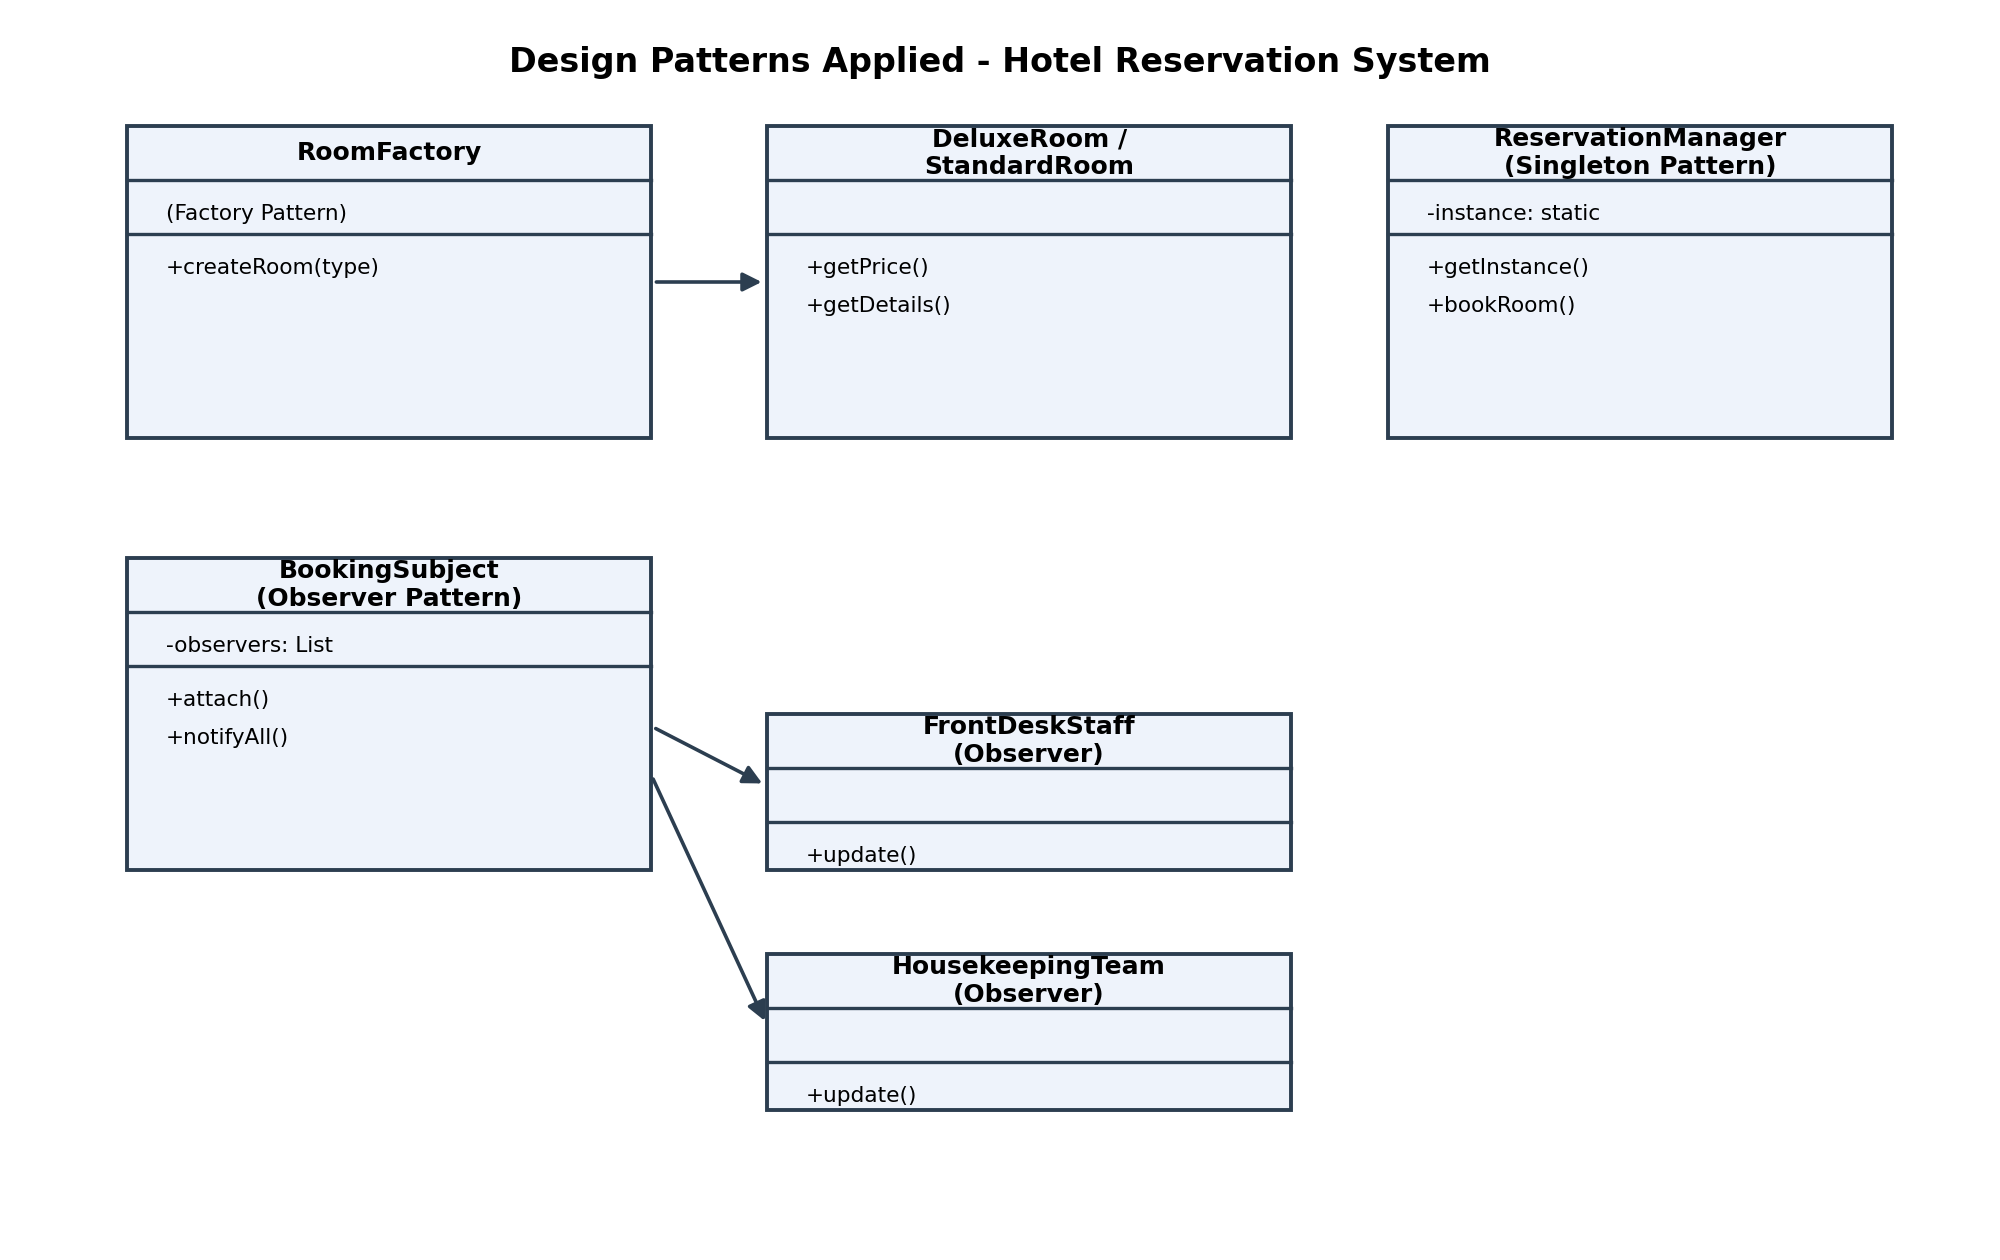 Design Patterns Applied - Hotel Reservation System
RoomFactory
(Factory Pattern)
+createRoom(type)
DeluxeRoom /
StandardRoom
+getPrice()
+getDetails()
ReservationManager
(Singleton Pattern)
-instance: static
+getInstance()
+bookRoom()
BookingSubject
(Observer Pattern)
-observers: List
+attach()
+notifyAll()
FrontDeskStaff
(Observer)
+update()
HousekeepingTeam
(Observer)
+update()